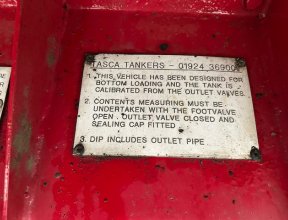 TASCA TANKERS - 01924 36900
1. THIS VEHICLE HAS BEEN DESIGNED FOR
BOTTOM LOADING AND THE TANK IS
CALIBRATED FROM THE OUTLET VALVES.
2. CONTENTS MEASURING MUST BE
UNDERTAKEN WITH THE FOOTVALVE
OPEN. OUTLET VALVE CLOSED AND
SEALING CAP FITTED.
3. DIP INCLUDES OUTLET PIPE.